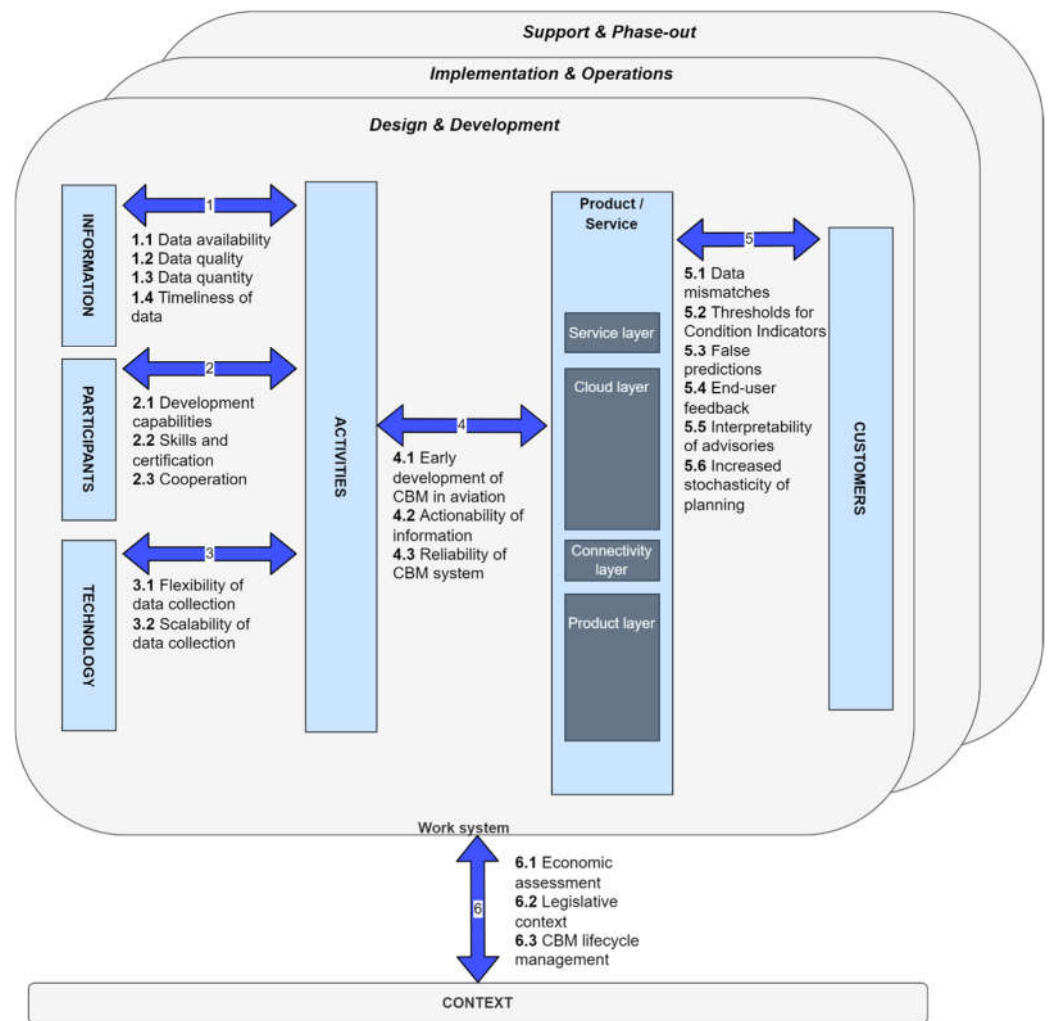 Support & Phase-out
Implementation & Operations
Design & Development
INFORMATION
1
1.1 Data availability
1.2 Data quality
1.3 Data quantity
1.4 Timeliness of
data
PARTICIPANTS
2
2.1 Development
capabilities
2.2 Skills and
certification
2.3 Cooperation
TECHNOLOGY
3
3.1 Flexibility of
data collection
3.2 Scalability of
data collection
ACTIVITIES
4
4.1 Early
development of
CBM in aviation
4.2 Actionability of
information
4.3 Reliability of
CBM system
Product /
Service
Service layer
Cloud layer
Connectivity
layer
Product layer
5
5.1 Data
mismatches
5.2 Thresholds for
Condition Indicators
5.3 False
predictions
5.4 End-user
feedback
5.5 Interpretability
of advisories
5.6 Increased
stochasticity of
planning
CUSTOMERS
Work system
6
6.1 Economic
assessment
6.2 Legislative
context
6.3 CBM lifecycle
management
CONTEXT